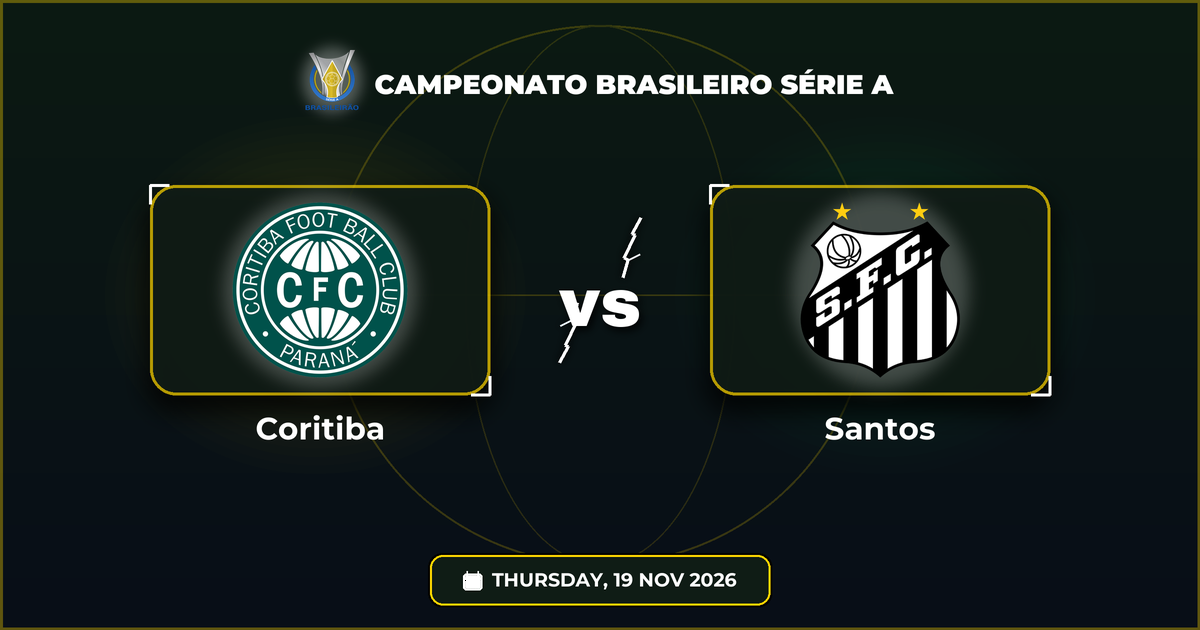 CAMPEONATO BRASILEIRO SÉRIE A
CORITIBA FOOT BALL CLUB
CFC
PARANÁ
VS
S.F.C.
Coritiba
Santos
THURSDAY, 19 NOV 2026